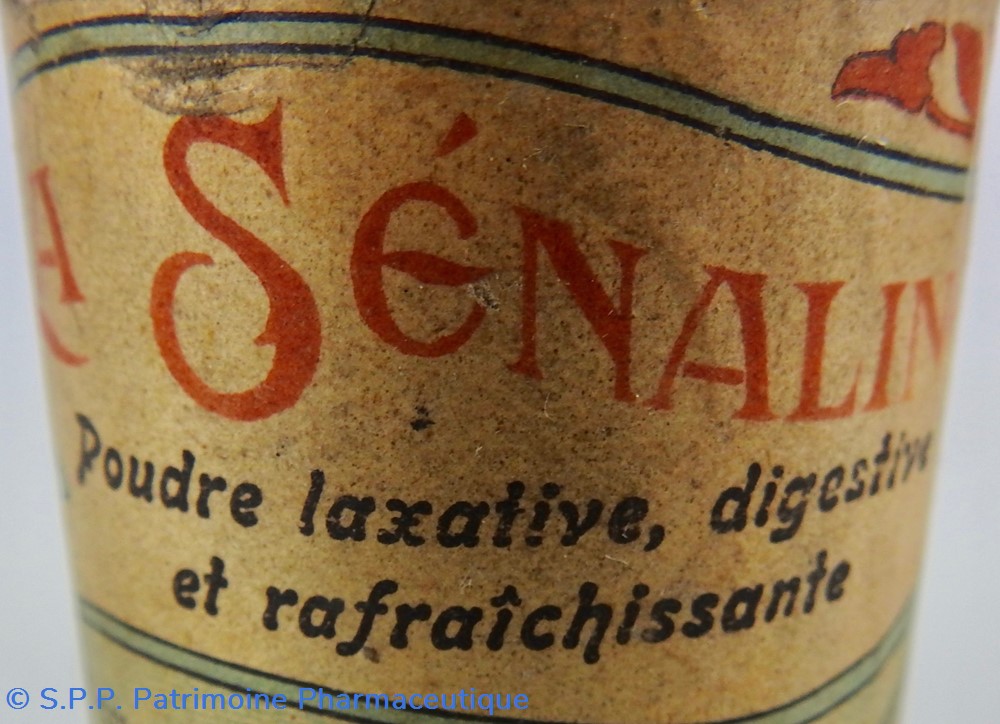 A SÉNALIN
Poudre laxative, digestive
et rafraîchissante
© S.P.P. Patrimoine Pharmaceutique